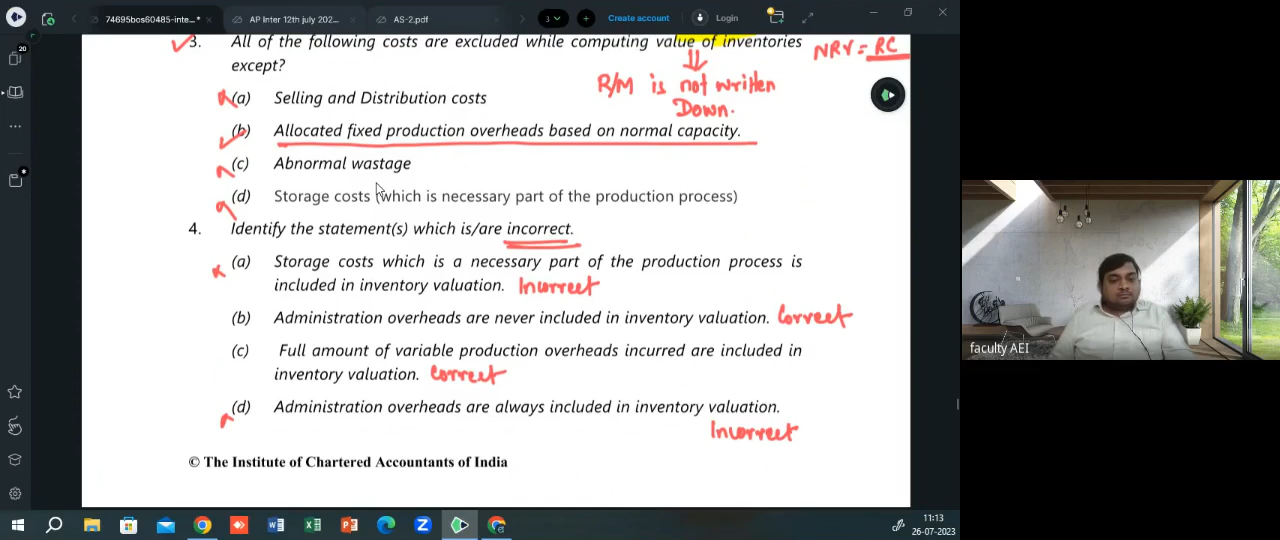 74695bos60485-inte...*
AP Inter 12th july 202...
AS-2.pdf
3
Create account
Login
20
3. All of the following costs are excluded while computing value of inventories
except?
NRV = RC
R/M is not written
Down.
(a) Selling and Distribution costs
(b) Allocated fixed production overheads based on normal capacity.
(c) Abnormal wastage
(d) Storage costs (which is necessary part of the production process)
4. Identify the statement(s) which is/are incorrect.
(a) Storage costs which is a necessary part of the production process is
included in inventory valuation. Incorrect
(b) Administration overheads are never included in inventory valuation. Correct
(c) Full amount of variable production overheads incurred are included in
inventory valuation. Correct
(d) Administration overheads are always included in inventory valuation.
Incorrect
© The Institute of Chartered Accountants of India
faculty AEI
11:13
26-07-2023